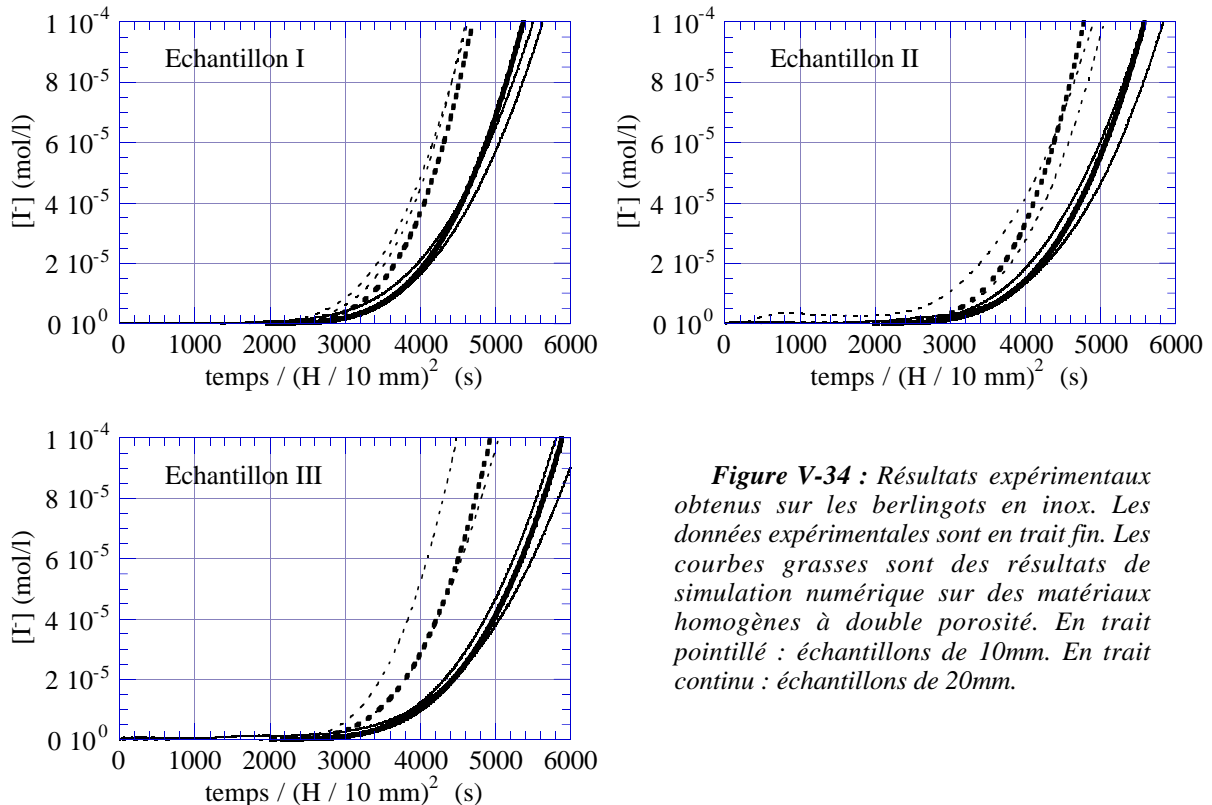 1 10^-4
8 10^-5
6 10^-5
4 10^-5
2 10^-5
0 10^0
[I^-] (mol/l)
Echantillon I
0 1000 2000 3000 4000 5000 6000
temps / (H / 10 mm)^2 (s)
1 10^-4
8 10^-5
6 10^-5
4 10^-5
2 10^-5
0 10^0
[I^-] (mol/l)
Echantillon II
0 1000 2000 3000 4000 5000 6000
temps / (H / 10 mm)^2 (s)
1 10^-4
8 10^-5
6 10^-5
4 10^-5
2 10^-5
0 10^0
[I^-] (mol/l)
Echantillon III
0 1000 2000 3000 4000 5000 6000
temps / (H / 10 mm)^2 (s)
Figure V-34 : Résultats expérimentaux
obtenus sur les berlingots en inox. Les
données expérimentales sont en trait fin. Les
courbes grasses sont des résultats de
simulation numérique sur des matériaux
homogènes à double porosité. En trait
pointillé : échantillons de 10mm. En trait
continu : échantillons de 20mm.